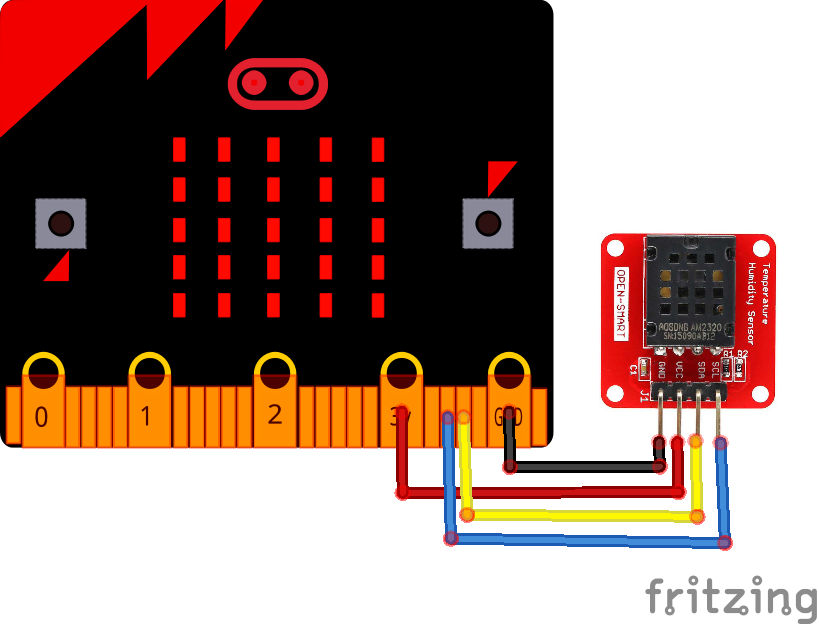 0
1
2
3V
GND
OPEN-SMART
Temperature
Humidity Sensor
AOSONG AM2320
C1
GND
VCC
SDA
SCL
R1
R2
J1
fritzing